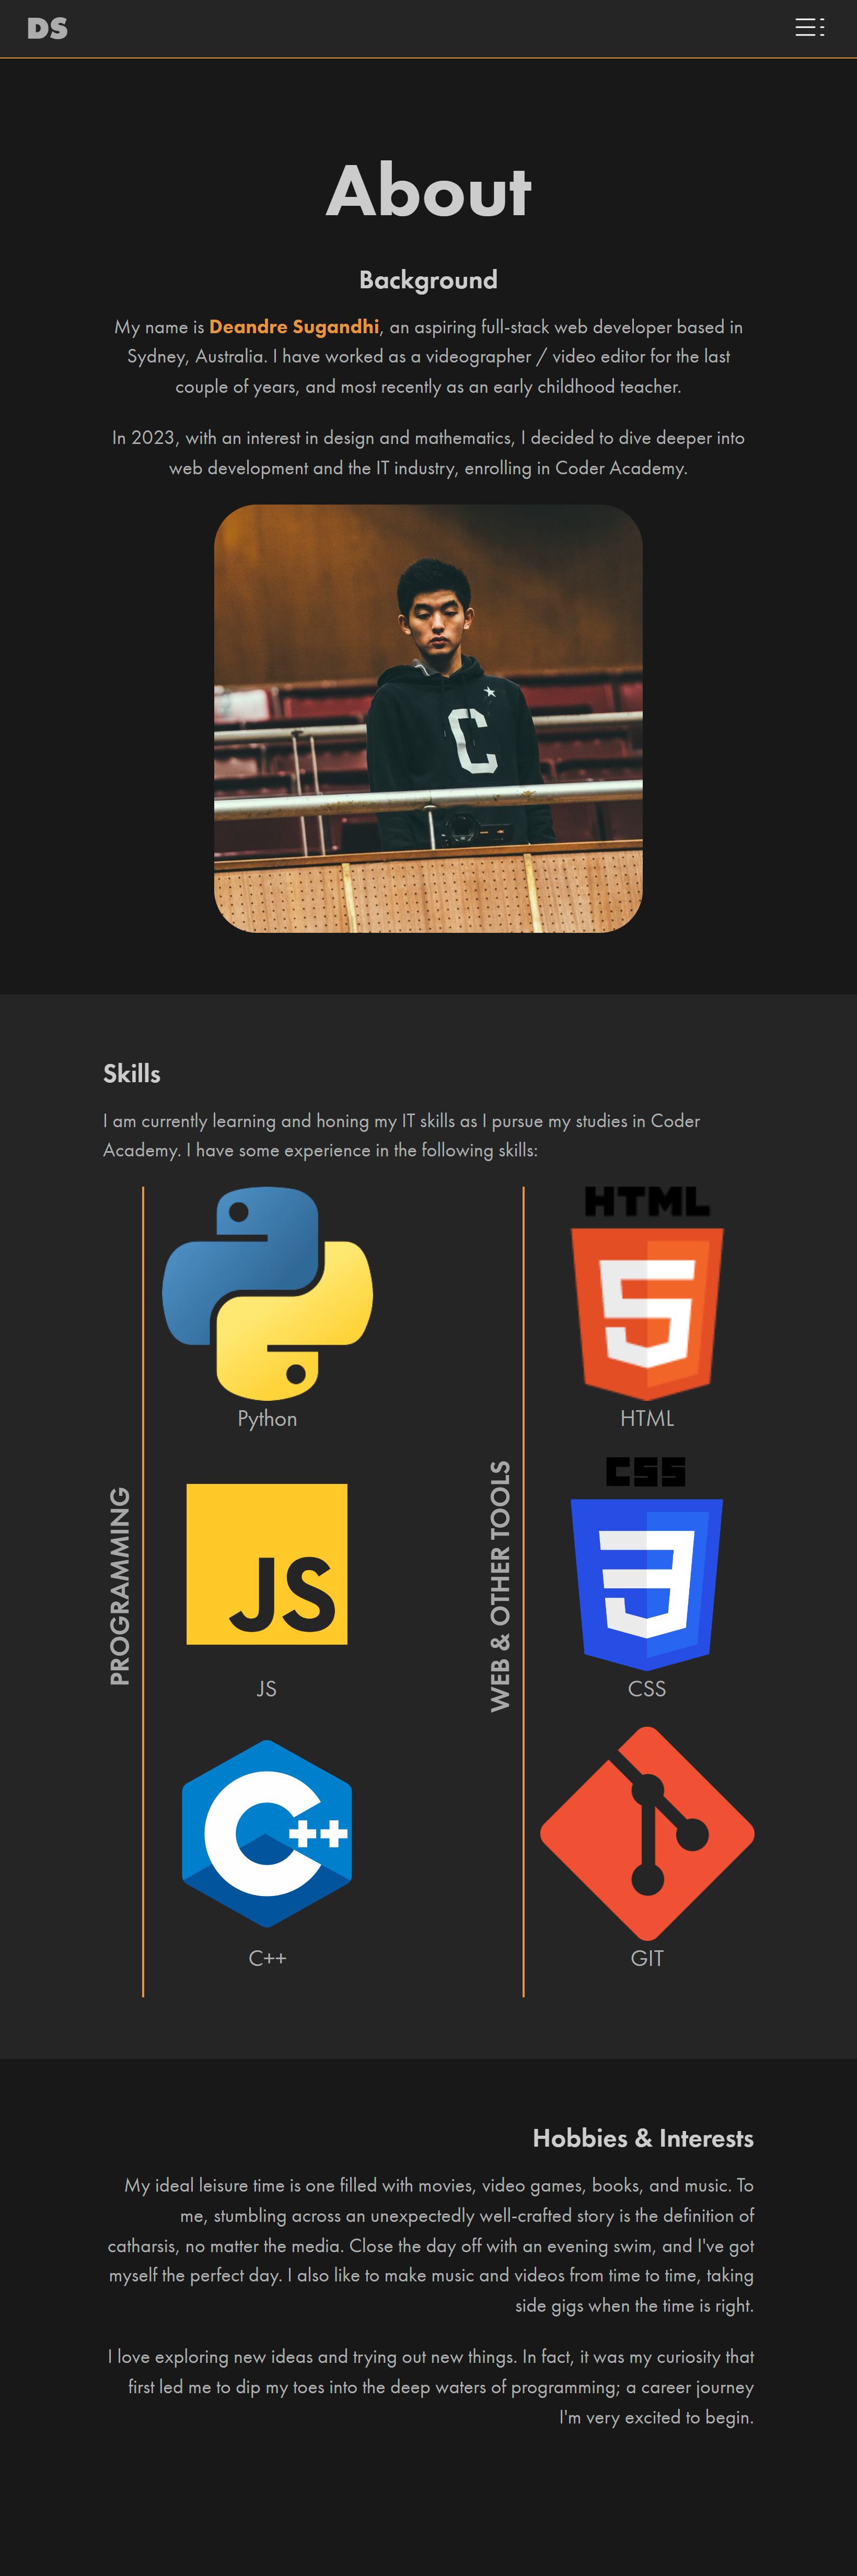 DS
About
Background
My name is Deandre Sugandhi, an aspiring full-stack web developer based in
Sydney, Australia. I have worked as a videographer / video editor for the last
couple of years, and most recently as an early childhood teacher.
In 2023, with an interest in design and mathematics, I decided to dive deeper into
web development and the IT industry, enrolling in Coder Academy.
C
Skills
I am currently learning and honing my IT skills as I pursue my studies in Coder
Academy. I have some experience in the following skills:
PROGRAMMING
Python
JS
JS
C++
C++
WEB & OTHER TOOLS
HTML
5
HTML
CSS
3
CSS
GIT
Hobbies & Interests
My ideal leisure time is one filled with movies, video games, books, and music. To
me, stumbling across an unexpectedly well-crafted story is the definition of
catharsis, no matter the media. Close the day off with an evening swim, and I've got
myself the perfect day. I also like to make music and videos from time to time, taking
side gigs when the time is right.
I love exploring new ideas and trying out new things. In fact, it was my curiosity that
first led me to dip my toes into the deep waters of programming; a career journey
I'm very excited to begin.